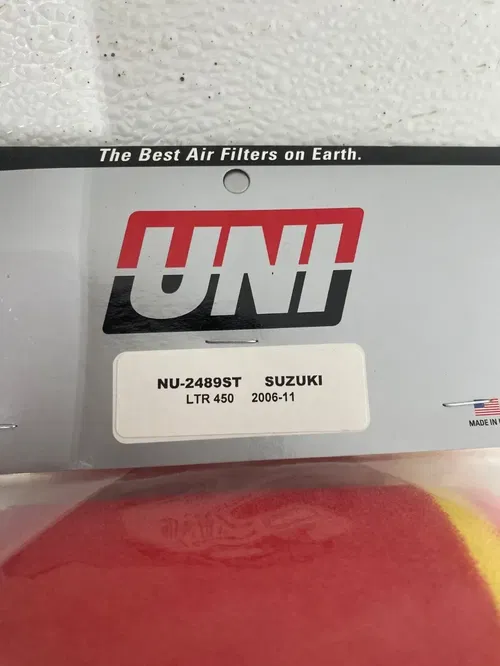 The Best Air Filters on Earth.
UNI
NU-2489ST SUZUKI
LTR 450 2006-11
MADE IN